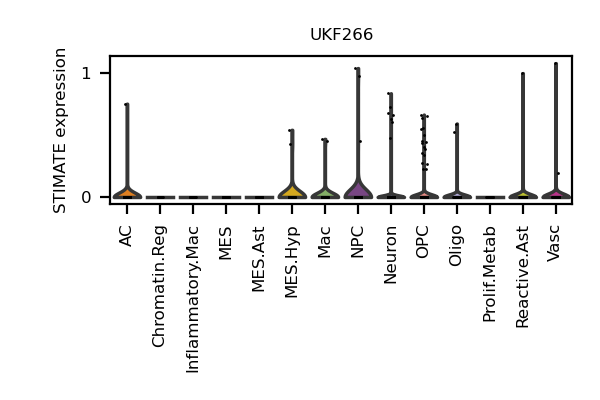 UKF266
STIMATE expression
1
0
AC
Chromatin.Reg
Inflammatory.Mac
MES
MES.Ast
MES.Hyp
Mac
NPC
Neuron
OPC
Oligo
Prolif.Metab
Reactive.Ast
Vasc